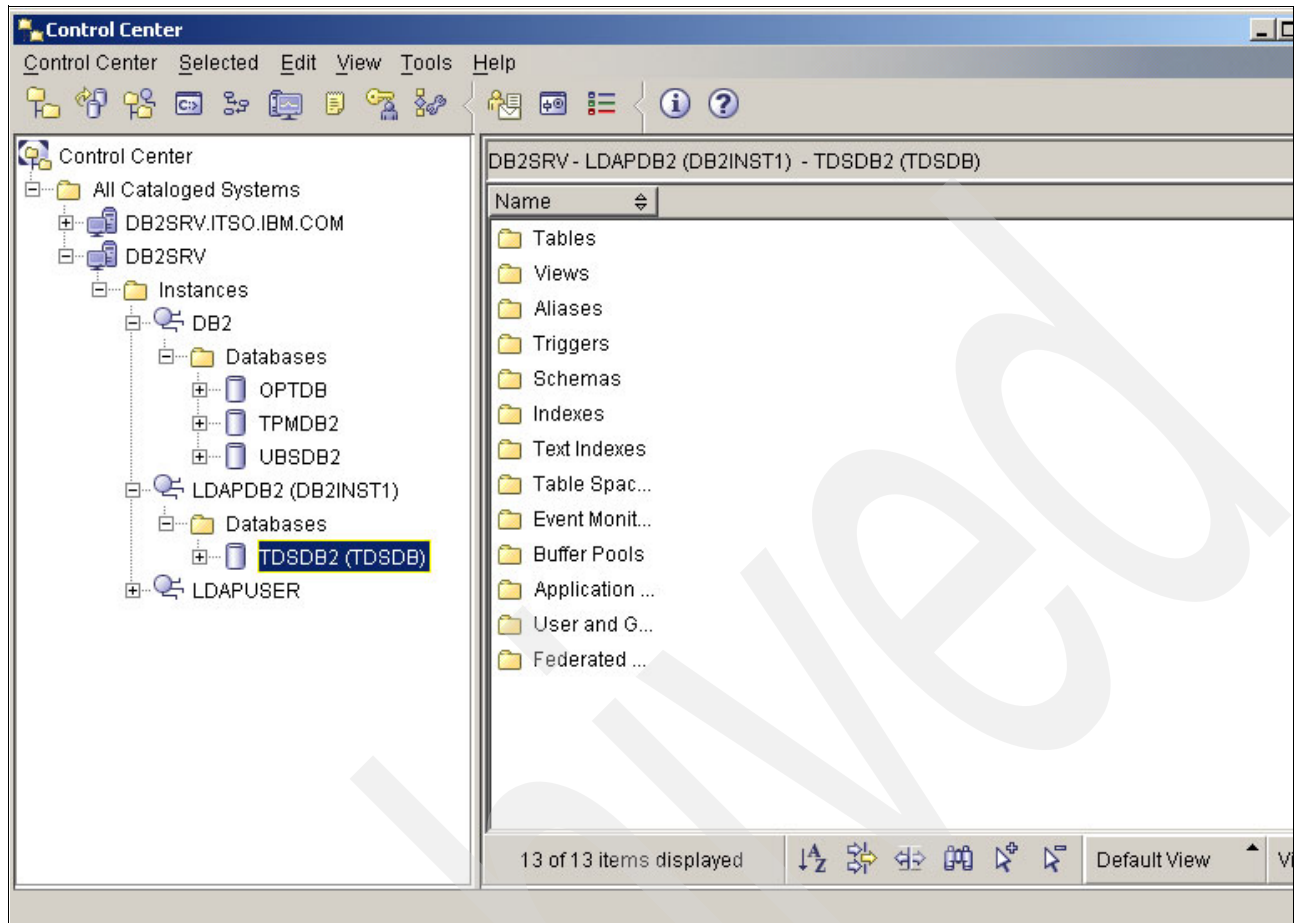 Control Center
Control Center Selected Edit View Tools Help
Control Center
All Cataloged Systems
DB2SRV.ITSO.IBM.COM
DB2SRV
Instances
DB2
Databases
OPTDB
TPMDB2
UBSDB2
LDAPDB2 (DB2INST1)
Databases
TDSDB2 (TDSDB)
LDAPUSER
DB2SRV - LDAPDB2 (DB2INST1) - TDSDB2 (TDSDB)
Name
Tables
Views
Aliases
Triggers
Schemas
Indexes
Text Indexes
Table Spac...
Event Monit...
Buffer Pools
Application ...
User and G...
Federated ...
13 of 13 items displayed
Default View